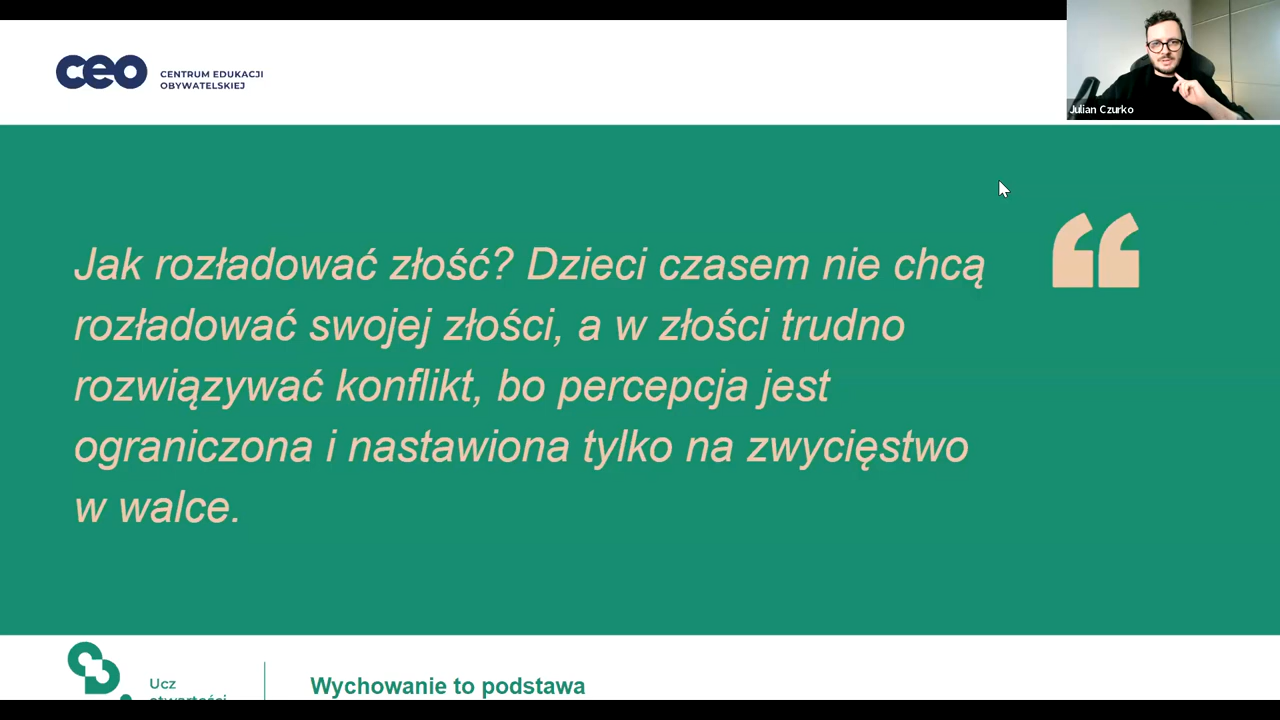 ceo
CENTRUM EDUKACJI
OBYWATELSKIEJ
Julian Czurko
Jak rozładować złość? Dzieci czasem nie chcą
rozładować swojej złości, a w złości trudno
rozwiązywać konflikt, bo percepcja jest
ograniczona i nastawiona tylko na zwycięstwo
w walce.
Ucz
otwartości
Wychowanie to podstawa